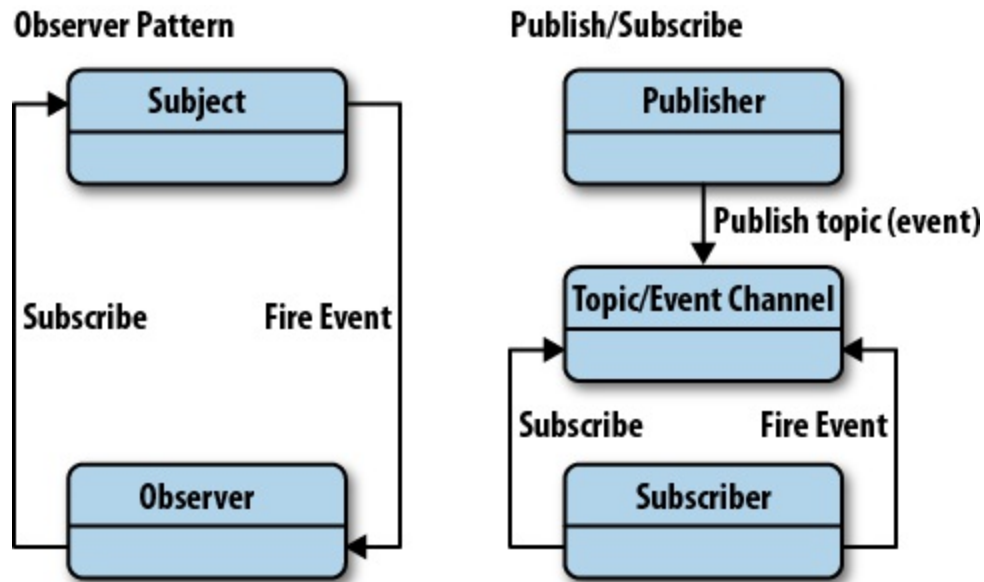 Observer Pattern
Subject
Subscribe
Fire Event
Observer
Publish/Subscribe
Publisher
Publish topic (event)
Topic/Event Channel
Subscribe
Fire Event
Subscriber